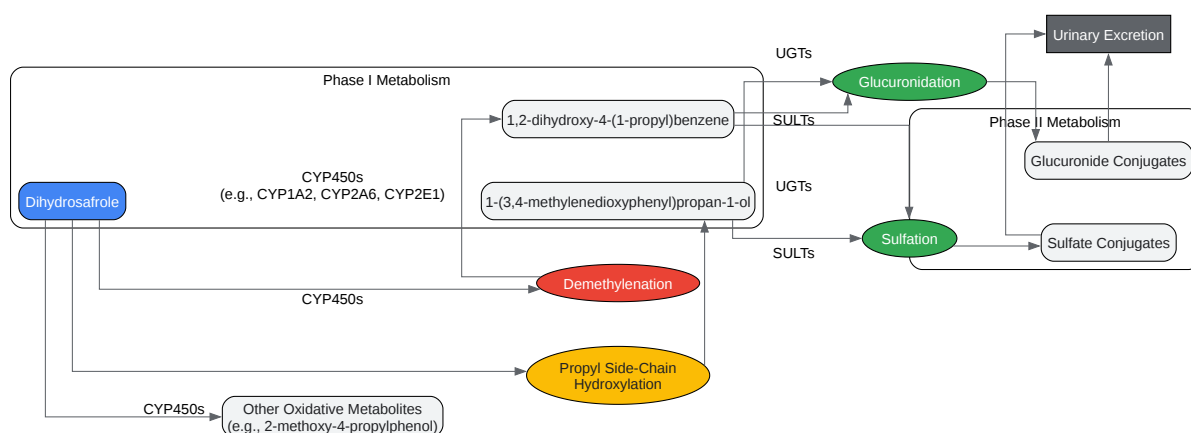 Urinary Excretion
UGTs
Phase I Metabolism
Glucuronidation
1,2-dihydroxy-4-(1-propyl)benzene
SULTs
Phase II Metabolism
Glucuronide Conjugates
CYP450s
(e.g., CYP1A2, CYP2A6, CYP2E1)
UGTs
Dihydrosafrole
1-(3,4-methylenedioxyphenyl)propan-1-ol
Sulfation
Sulfate Conjugates
SULTs
Demethylenation
CYP450s
Propyl Side-Chain
Hydroxylation
CYP450s
Other Oxidative Metabolites
(e.g., 2-methoxy-4-propylphenol)